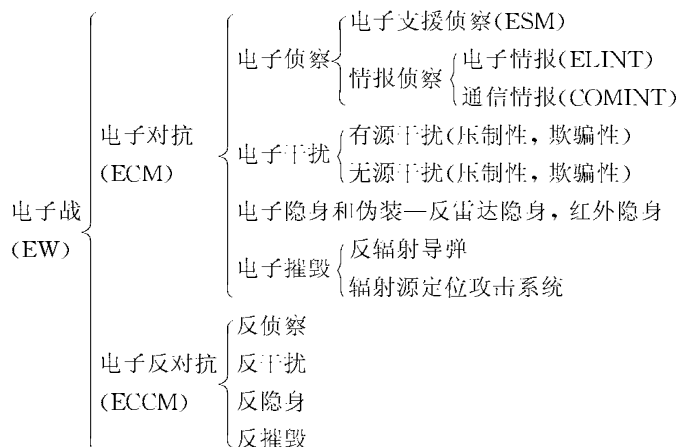 电子支援侦察(ESM)
电子侦察
电子情报(ELINT)
情报侦察
通信情报(COMINT)
电子对抗
(ECM)
有源干扰(压制性，欺骗性)
电子干扰
无源干扰(压制性，欺骗性)
电子战
(EW)
电子隐身和伪装—反雷达隐身，红外隐身
反辐射导弹
电子摧毁
辐射源定位攻击系统
反侦察
电子反对抗
(ECCM)
反干扰
反隐身
反摧毁